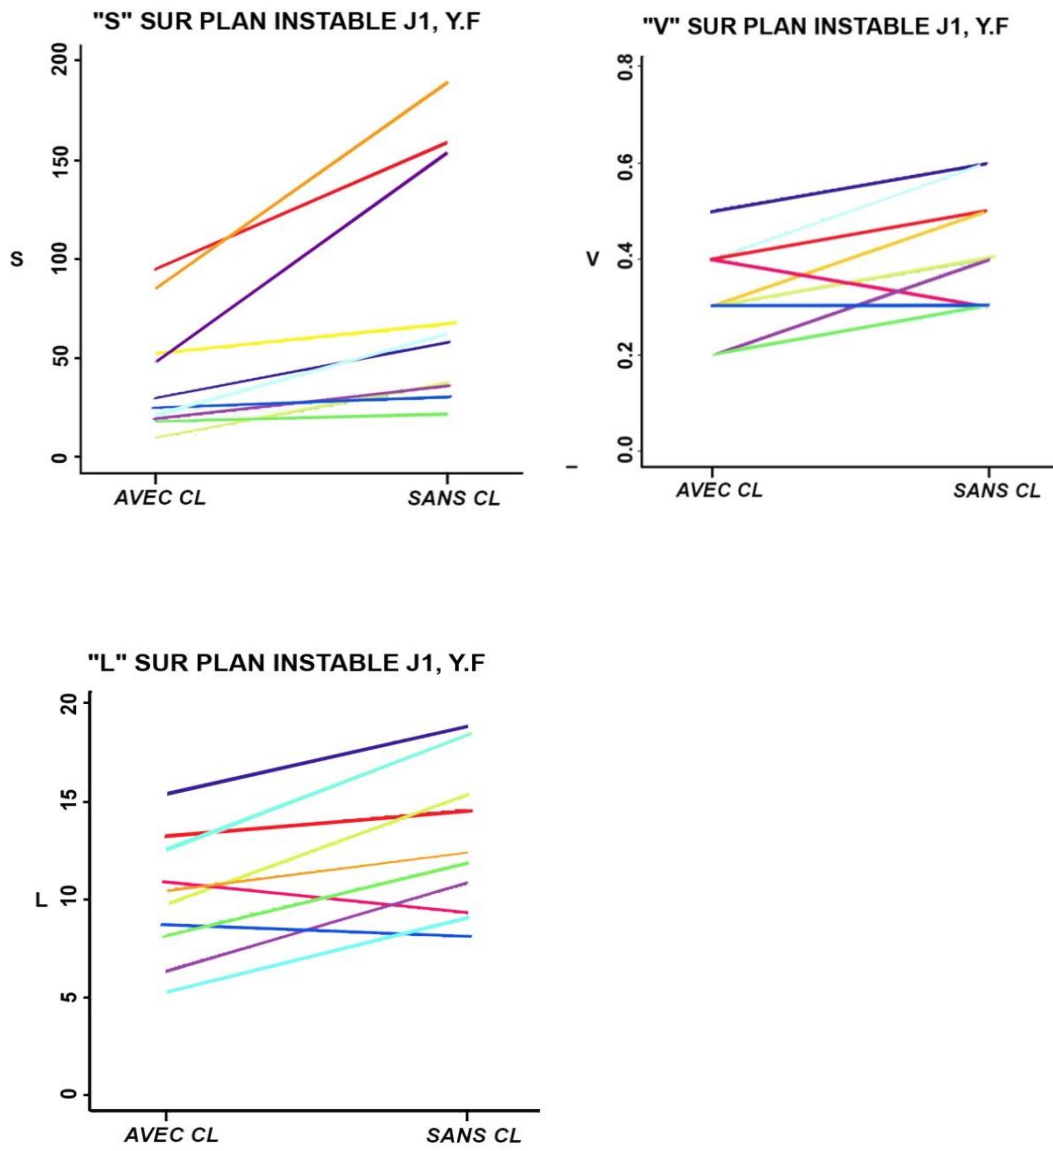 "S" SUR PLAN INSTABLE J1, Y.F
200
150
100
50
0
S
AVEC CL SANS CL
"V" SUR PLAN INSTABLE J1, Y.F
0.8
0.6
0.4
0.2
0.0
V
AVEC CL SANS CL
"L" SUR PLAN INSTABLE J1, Y.F
20
15
10
5
0
L
AVEC CL SANS CL